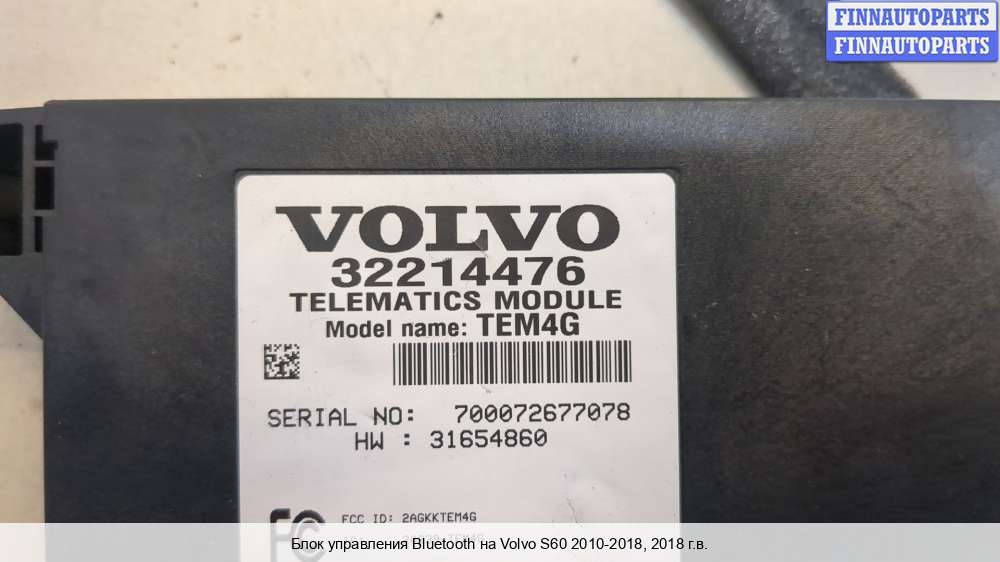 FINNAUTOPARTS
FINNAUTOPARTS
VOLVO
32214476
TELEMATICS MODULE
Model name: TEM4G
SERIAL NO: 700072677078
HW : 31654860
FC FCC ID: 2AGKKTEM4G
Блок управления Bluetooth на Volvo S60 2010-2018, 2018 г.в.